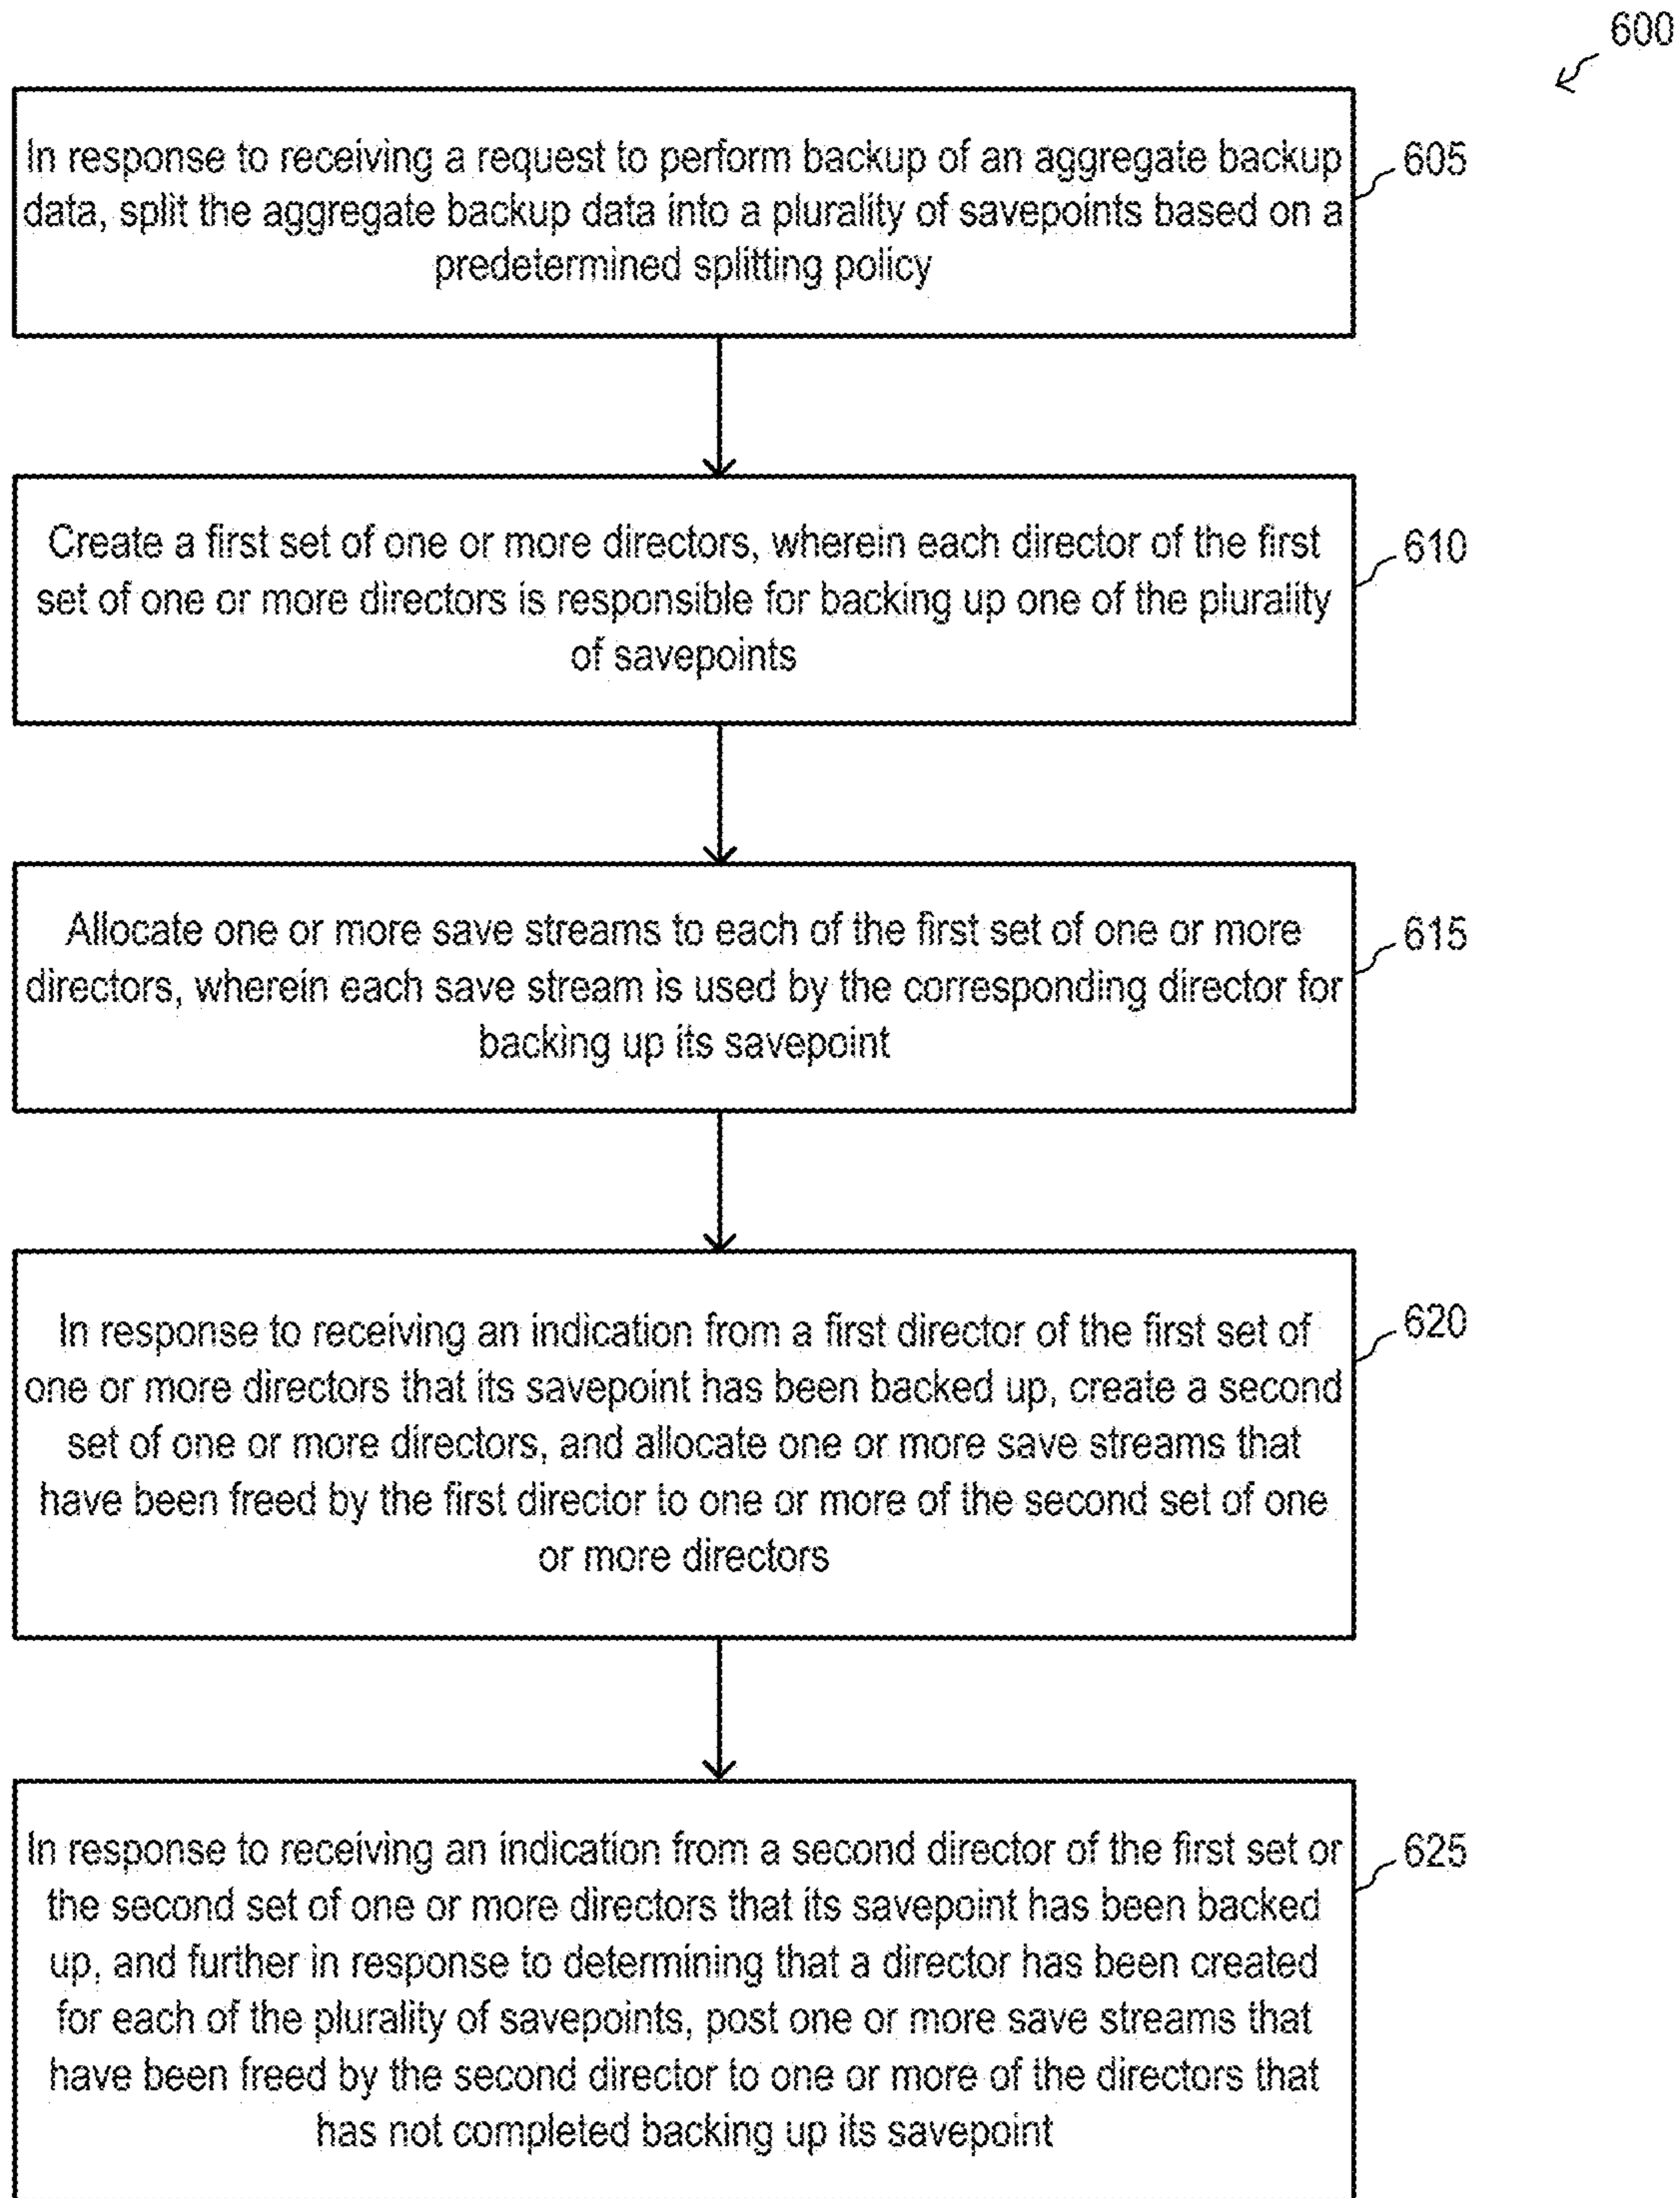 600
In response to receiving a request to perform backup of an aggregate backup
data, split the aggregate backup data into a plurality of savepoints based on a
predetermined splitting policy
605
Create a first set of one or more directors, wherein each director of the first
set of one or more directors is responsible for backing up one of the plurality
of savepoints
610
Allocate one or more save streams to each of the first set of one or more
directors, wherein each save stream is used by the corresponding director for
backing up its savepoint
615
In response to receiving an indication from a first director of the first set of
one or more directors that its savepoint has been backed up, create a second
set of one or more directors, and allocate one or more save streams that
have been freed by the first director to one or more of the second set of one
or more directors
620
In response to receiving an indication from a second director of the first set or
the second set of one or more directors that its savepoint has been backed
up, and further in response to determining that a director has been created
for each of the plurality of savepoints, post one or more save streams that
have been freed by the second director to one or more of the directors that
has not completed backing up its savepoint
625